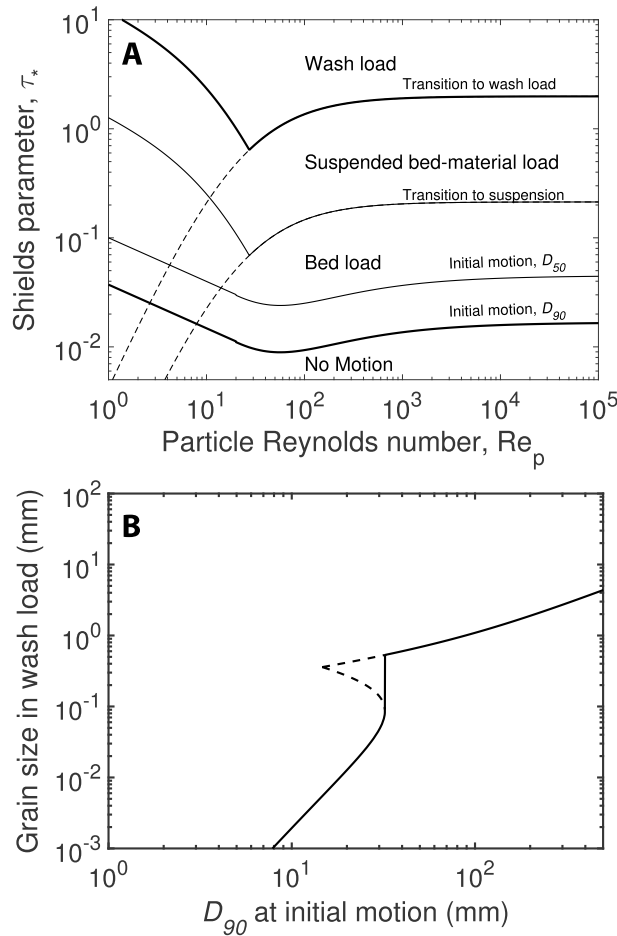 A
10^1
10^0
10^-1
10^-2
Shields parameter, τ*
Wash load
Transition to wash load
Suspended bed-material load
Transition to suspension
Bed load
Initial motion, D50
Initial motion, D90
No Motion
10^0 10^1 10^2 10^3 10^4 10^5
Particle Reynolds number, Re_p
B
10^2
10^1
10^0
10^-1
10^-2
10^-3
Grain size in wash load (mm)
10^0 10^1 10^2
D90 at initial motion (mm)